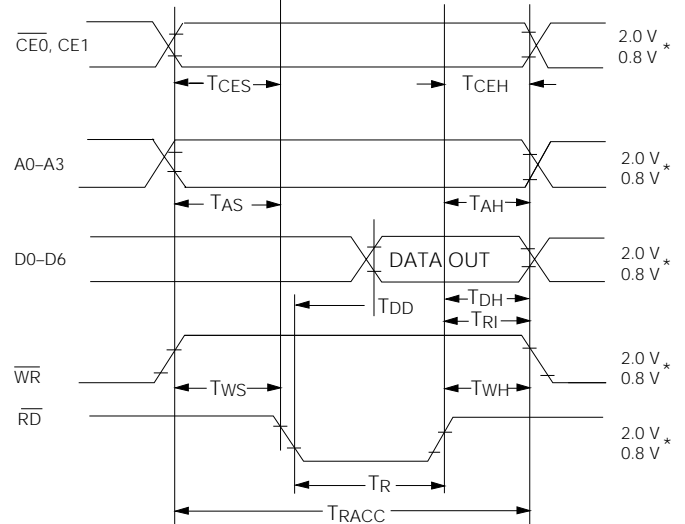 CE0, CE1
2.0 V
0.8 V *
TCES
TCEH
A0–A3
2.0 V
0.8 V *
TAS
TAH
D0–D6
DATA OUT
2.0 V
0.8 V *
TDH
TDD
TRI
WR
2.0 V
0.8 V *
TWS
TWH
RD
2.0 V
0.8 V *
TR
TRACC